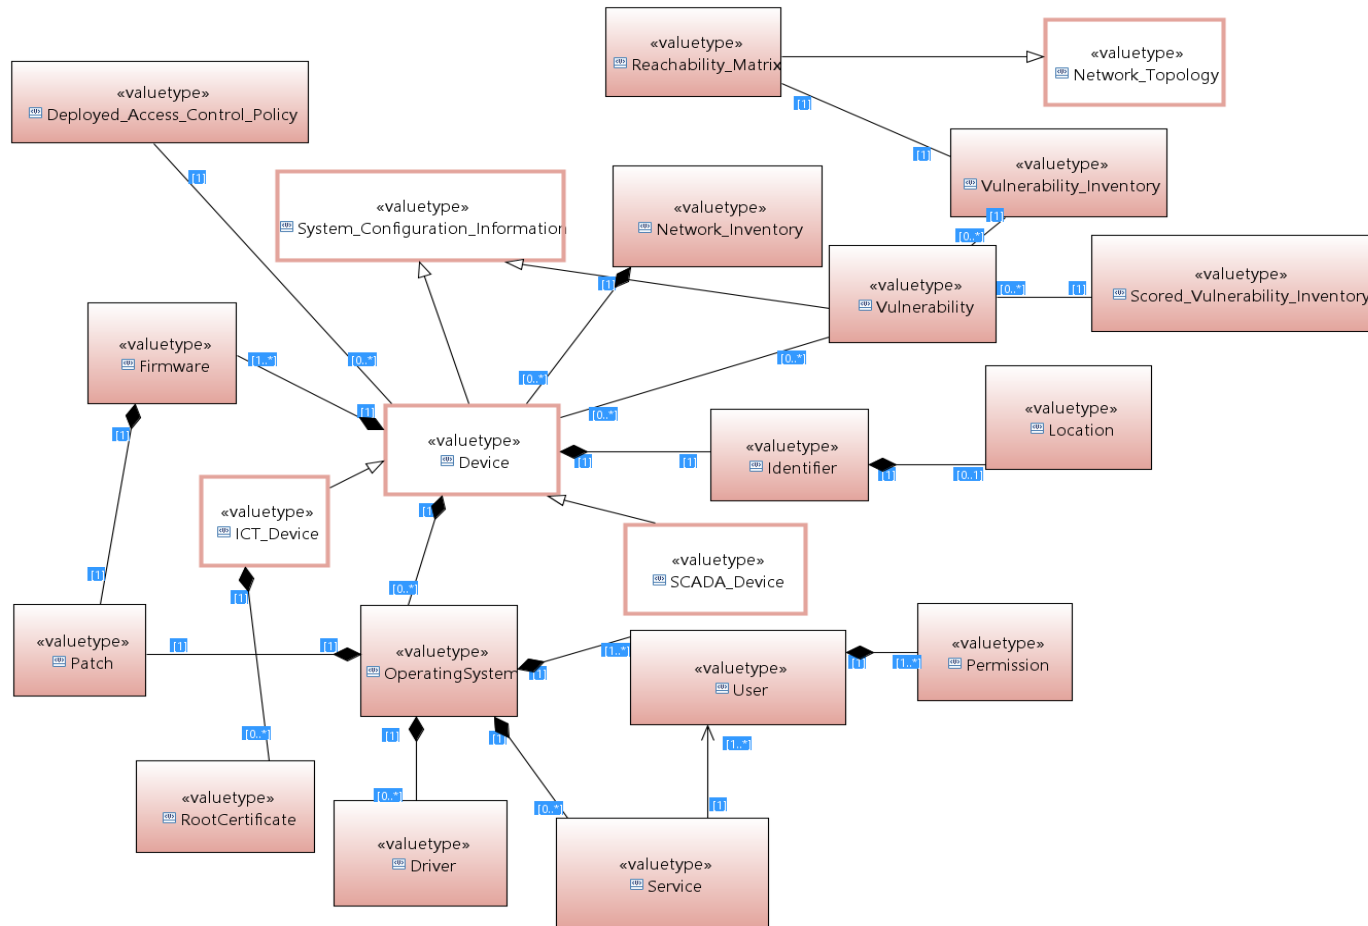 «valuetype»
Reachability_Matrix
«valuetype»
Network_Topology
«valuetype»
Deployed_Access_Control_Policy
[1]
[1]
[1]
«valuetype»
Vulnerability_Inventory
«valuetype»
System_Configuration_Information
«valuetype»
Network_Inventory
[1]
[0..*]
[1]
[1]
«valuetype»
Vulnerability
[0..*]
[1]
«valuetype»
Scored_Vulnerability_Inventory
«valuetype»
Firmware
[1..*]
[0..*]
[0..*]
[0..*]
[1]
[0..*]
[1]
«valuetype»
Device
[1]
[1]
«valuetype»
Identifier
[1]
[0..1]
«valuetype»
Location
«valuetype»
ICT_Device
[1]
«valuetype»
SCADA_Device
[1]
[1]
[0..*]
«valuetype»
Patch
[1]
[1]
«valuetype»
OperatingSystem
[1]
[1..*]
«valuetype»
User
[1]
[1..*]
«valuetype»
Permission
[0..*]
[1]
[1]
[1..*]
«valuetype»
RootCertificate
[0..*]
[0..*]
[1]
«valuetype»
Driver
«valuetype»
Service